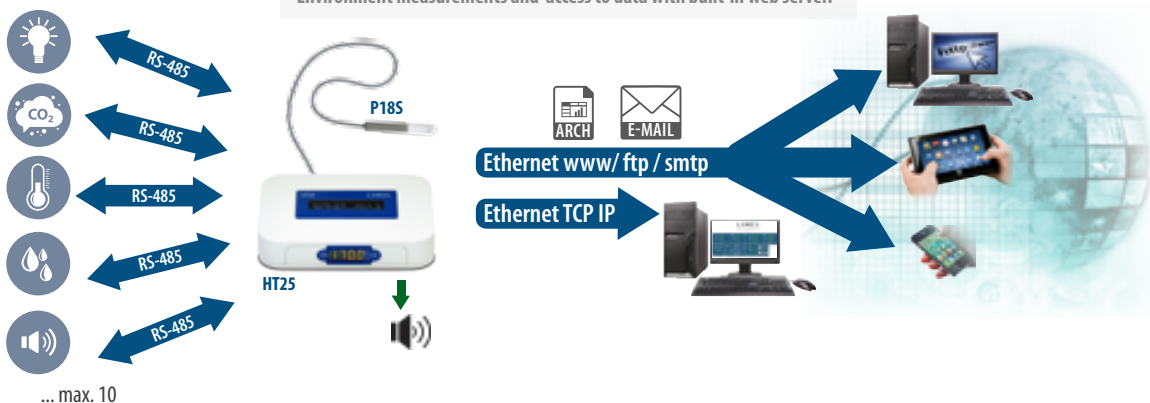 Environment measurements and access to data with built-in web server.
RS-485
CO₂
RS-485
P18S
ARCH
E-MAIL
Ethernet www/ ftp / smtp
RS-485
Ethernet TCP IP
RS-485
HT25
RS-485
... max. 10